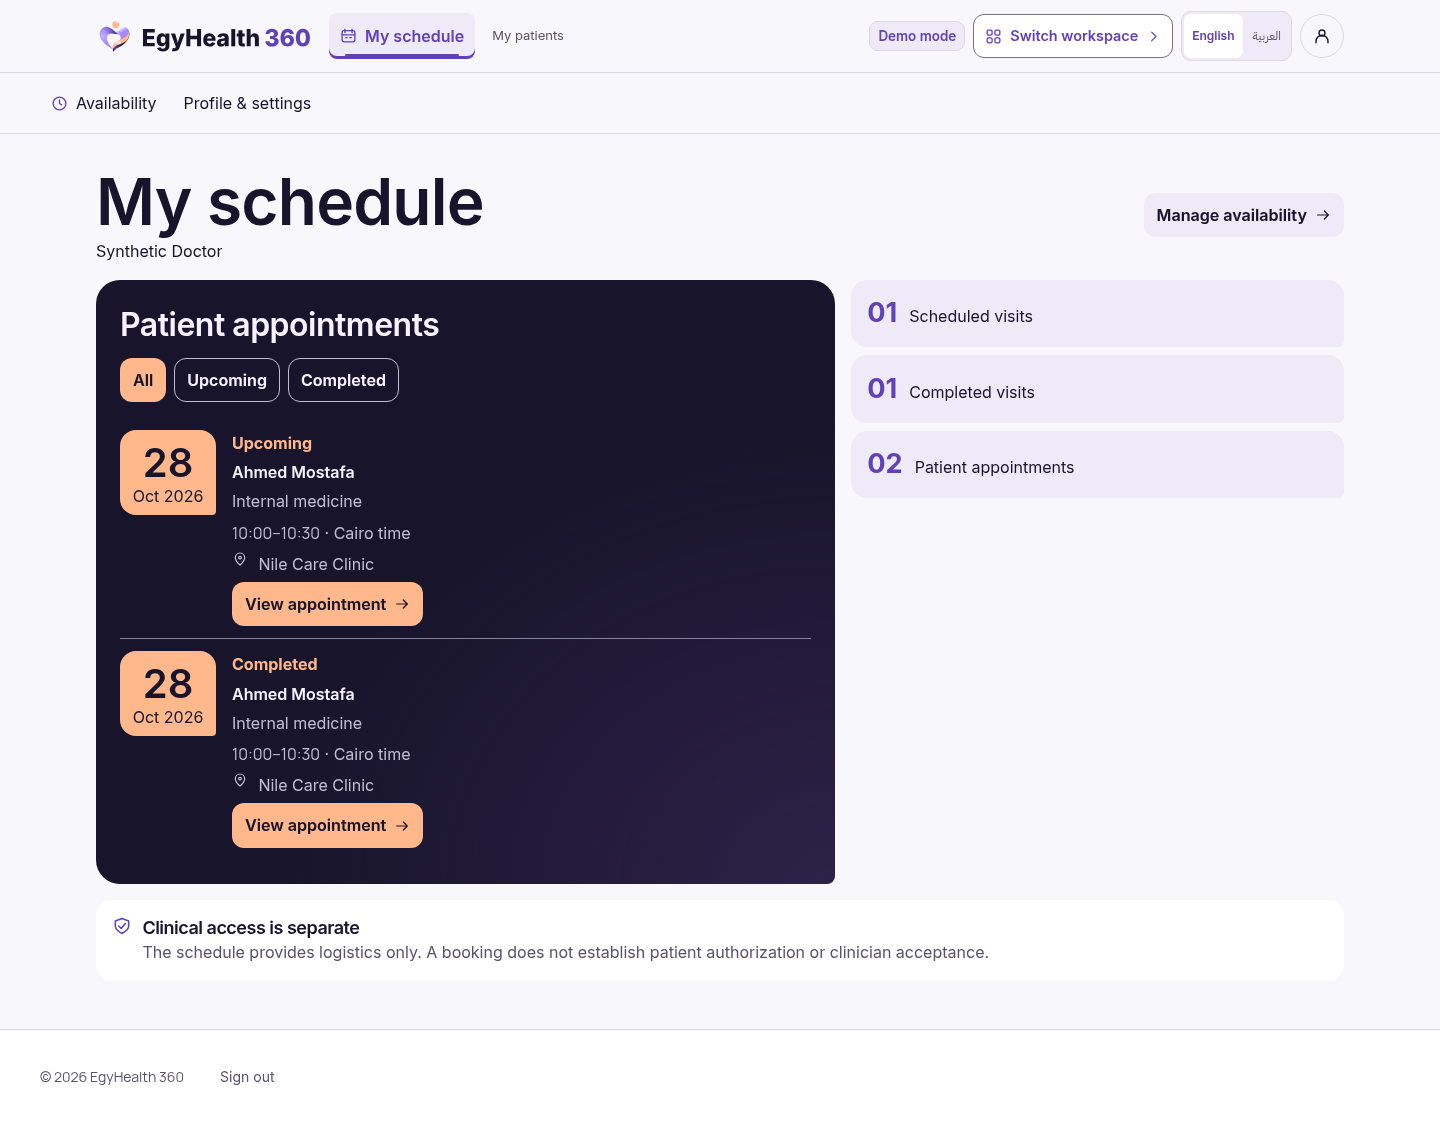 EgyHealth 360
My schedule
My patients
Demo mode
Switch workspace
English
العربية
Availability
Profile & settings
My schedule
Synthetic Doctor
Manage availability
Patient appointments
All
Upcoming
Completed
28
Oct 2026
Upcoming
Ahmed Mostafa
Internal medicine
10:00–10:30 · Cairo time
Nile Care Clinic
View appointment
28
Oct 2026
Completed
Ahmed Mostafa
Internal medicine
10:00–10:30 · Cairo time
Nile Care Clinic
View appointment
01 Scheduled visits
01 Completed visits
02 Patient appointments
Clinical access is separate
The schedule provides logistics only. A booking does not establish patient authorization or clinician acceptance.
© 2026 EgyHealth 360
Sign out